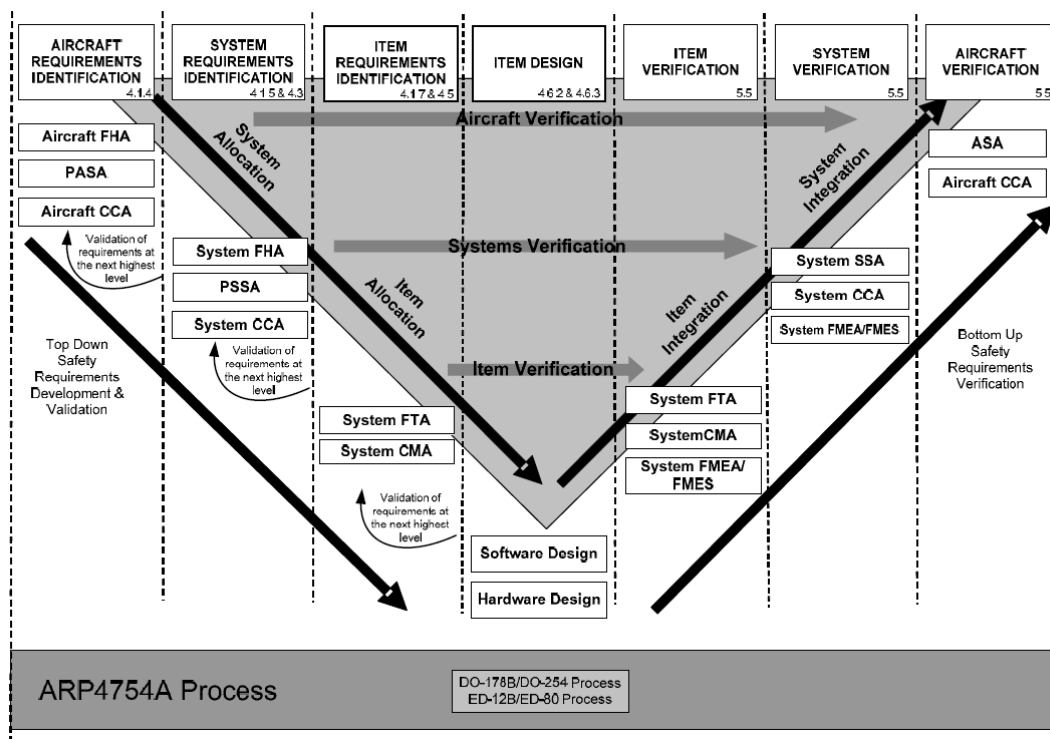 AIRCRAFT
REQUIREMENTS
IDENTIFICATION
4.1.4
SYSTEM
REQUIREMENTS
IDENTIFICATION
4 1 5 & 4.3
ITEM
REQUIREMENTS
IDENTIFICATION
4.1 7 & 4 5
ITEM DESIGN
4 6 2 & 4.6.3
ITEM
VERIFICATION
5.5
SYSTEM
VERIFICATION
5.5
AIRCRAFT
VERIFICATION
5 5
Aircraft FHA
PASA
Aircraft CCA
Validation of
requirements at
the next highest
level
Top Down
Safety
Requirements
Development &
Validation
System FHA
PSSA
System CCA
Validation of
requirements at
the next highest
level
System FTA
System CMA
Validation of
requirements at
the next highest
level
System
Allocation
Item
Allocation
Aircraft Verification
Systems Verification
Item Verification
Software Design
Hardware Design
Item
Integration
System
Integration
System FTA
SystemCMA
System FMEA/
FMES
System SSA
System CCA
System FMEA/FMES
ASA
Aircraft CCA
Bottom Up
Safety
Requirements
Verification
ARP4754A Process
DO-178B/DO-254 Process
ED-12B/ED-80 Process